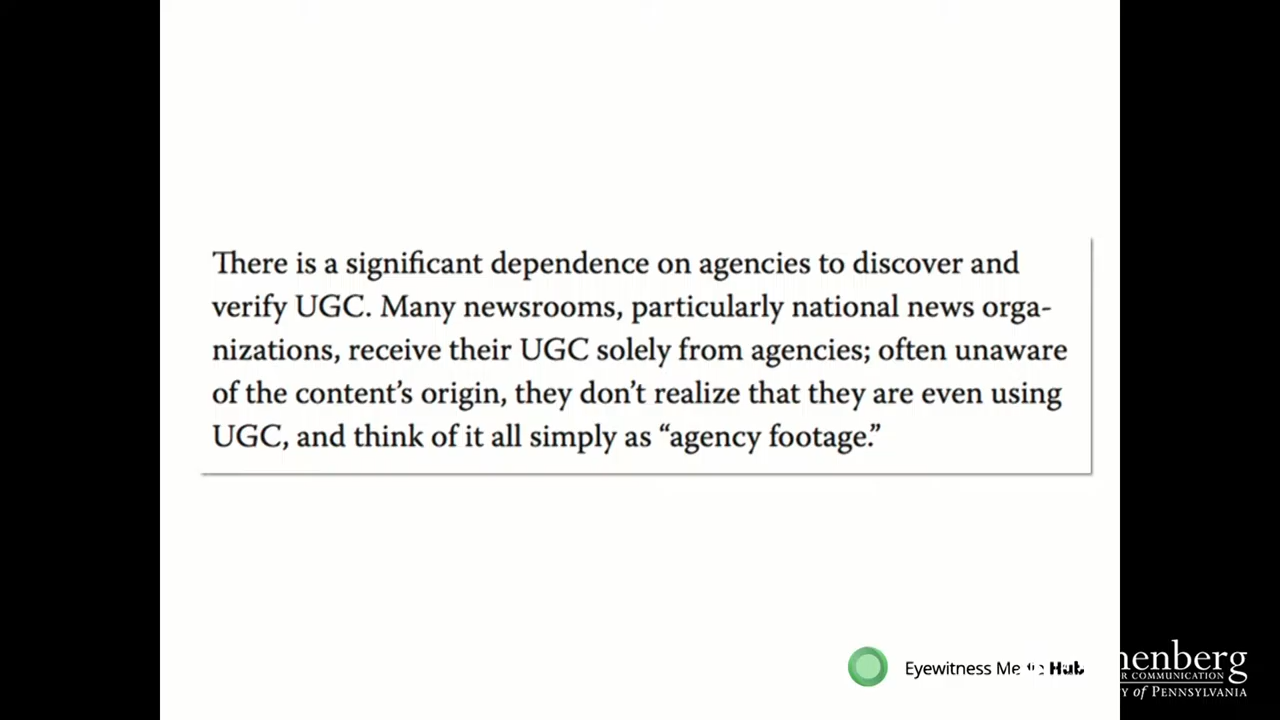 There is a significant dependence on agencies to discover and
verify UGC. Many newsrooms, particularly national news orga-
nizations, receive their UGC solely from agencies; often unaware
of the content’s origin, they don’t realize that they are even using
UGC, and think of it all simply as “agency footage.”
Eyewitness Hub
COMMUNICATION
PENNSYLVANIA